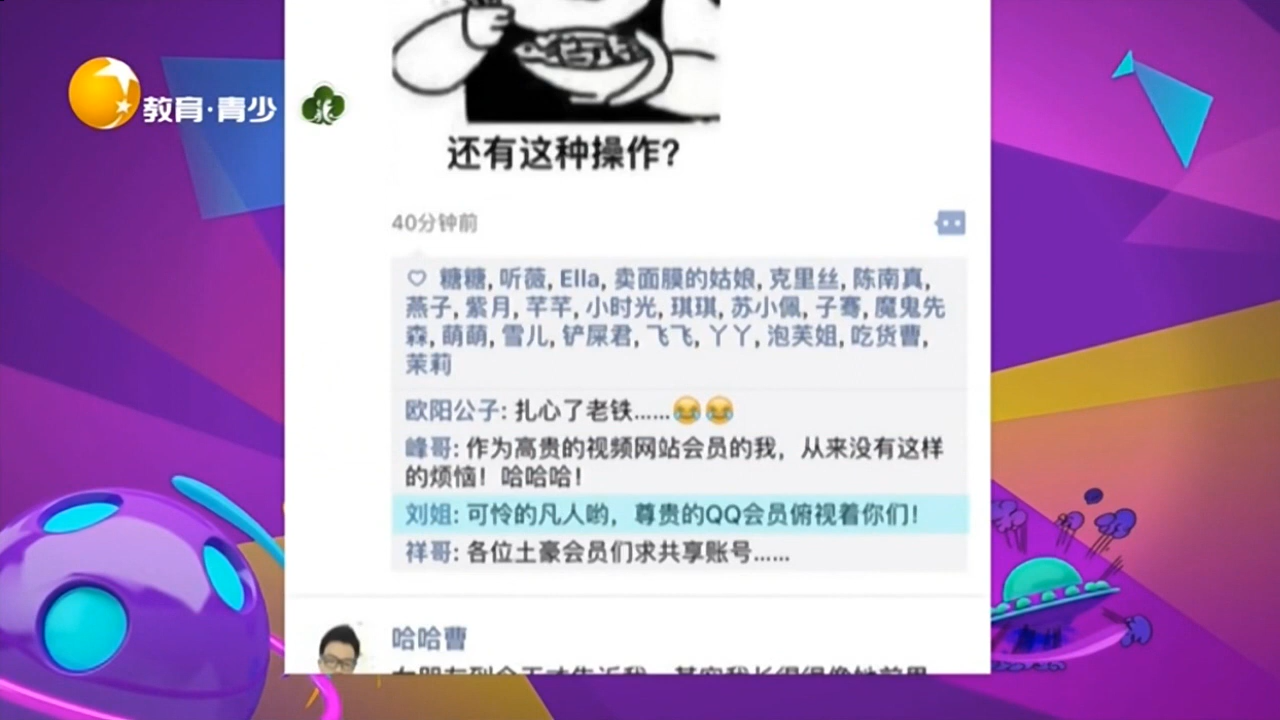 教育·青少
还有这种操作?
40分钟前
糖糖, 听薇, Ella, 卖面膜的姑娘, 克里丝, 陈南真,
燕子, 紫月, 芊芊, 小时光, 琪琪, 苏小佩, 子骞, 魔鬼先
森, 萌萌, 雪儿, 铲屎君, 飞飞, 丫丫, 泡芙姐, 吃货曹,
茉莉
欧阳公子: 扎心了老铁……😂😂
峰哥: 作为高贵的视频网站会员的我，从来没有这样
的烦恼！哈哈哈！
刘姐: 可怜的凡人哟，尊贵的QQ会员俯视着你们！
祥哥: 各位土豪会员们求共享账号……
哈哈曹